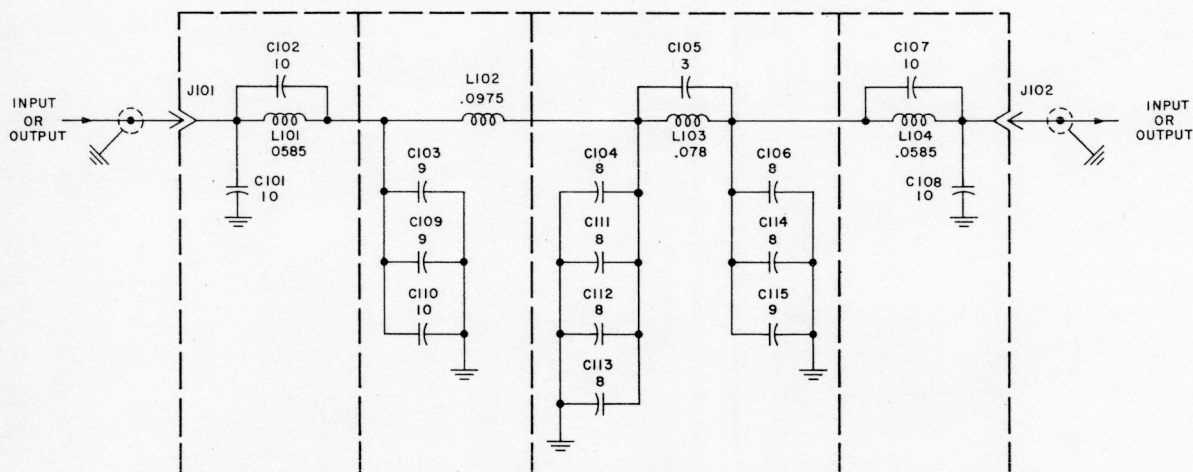 INPUT
OR
OUTPUT
J101
C102
10
L101
.0585
C101
10
L102
.0975
C103
9
C109
9
C110
10
C105
3
L103
.078
C104
8
C111
8
C112
8
C113
8
C106
8
C114
8
C115
9
C107
10
L104
.0585
C108
10
J102
INPUT
OR
OUTPUT